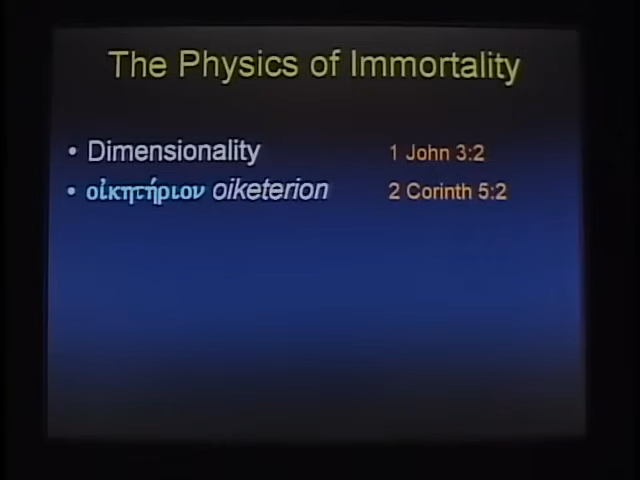 The Physics of Immortality
• Dimensionality 1 John 3:2
• οἰκητήριον oiketerion 2 Corinth 5:2